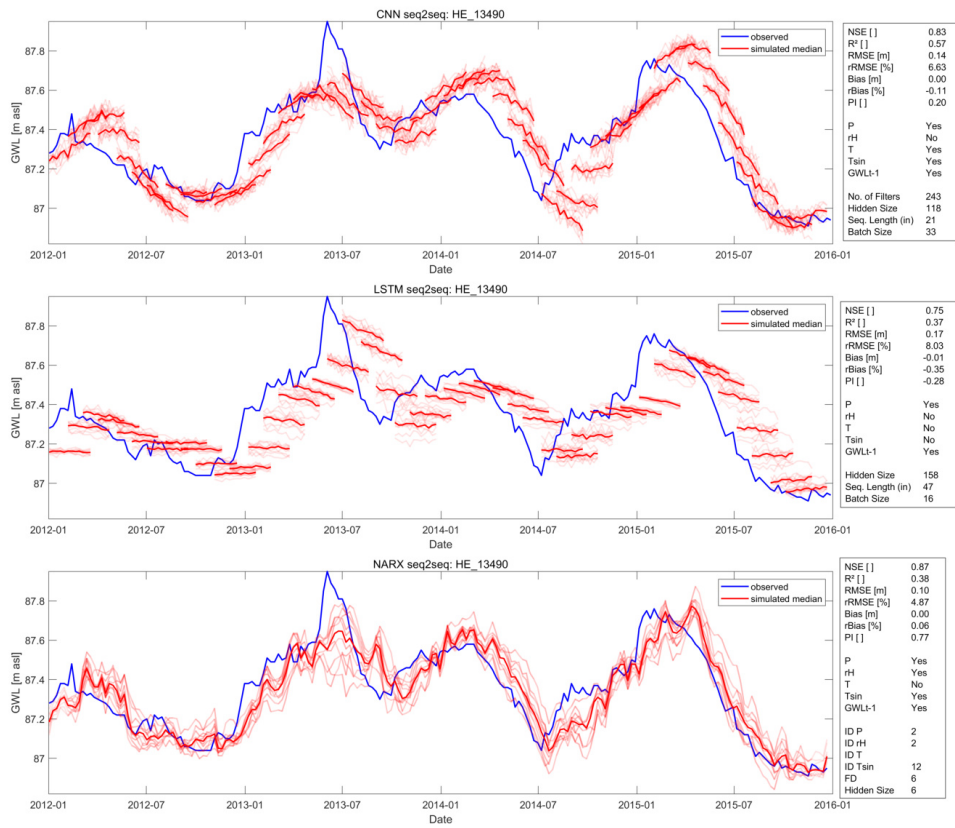 CNN seq2seq: HE_13490
87.8
87.6
87.4
87.2
87
GWL [m asl]
observed
simulated median
2012-01 2012-07 2013-01 2013-07 2014-01 2014-07 2015-01 2015-07 2016-01
Date
NSE [ ] 0.83
R² [ ] 0.57
RMSE [m] 0.14
rRMSE [%] 6.63
Bias [m] 0.00
rBias [%] -0.11
PI [ ] 0.20
P Yes
rH No
T Yes
Tsin Yes
GWLt-1 Yes
No. of Filters 243
Hidden Size 118
Seq. Length (in) 21
Batch Size 33
LSTM seq2seq: HE_13490
87.8
87.6
87.4
87.2
87
GWL [m asl]
observed
simulated median
2012-01 2012-07 2013-01 2013-07 2014-01 2014-07 2015-01 2015-07 2016-01
Date
NSE [ ] 0.75
R² [ ] 0.37
RMSE [m] 0.17
rRMSE [%] 8.03
Bias [m] -0.01
rBias [%] -0.35
PI [ ] -0.28
P Yes
rH No
T No
Tsin No
GWLt-1 Yes
Hidden Size 158
Seq. Length (in) 47
Batch Size 16
NARX seq2seq: HE_13490
87.8
87.6
87.4
87.2
87
GWL [m asl]
observed
simulated median
2012-01 2012-07 2013-01 2013-07 2014-01 2014-07 2015-01 2015-07 2016-01
Date
NSE [ ] 0.87
R² [ ] 0.38
RMSE [m] 0.10
rRMSE [%] 4.87
Bias [m] 0.00
rBias [%] 0.06
PI [ ] 0.77
P Yes
rH Yes
T No
Tsin Yes
GWLt-1 Yes
ID P 2
ID rH 2
ID T
ID Tsin 12
FD 6
Hidden Size 6